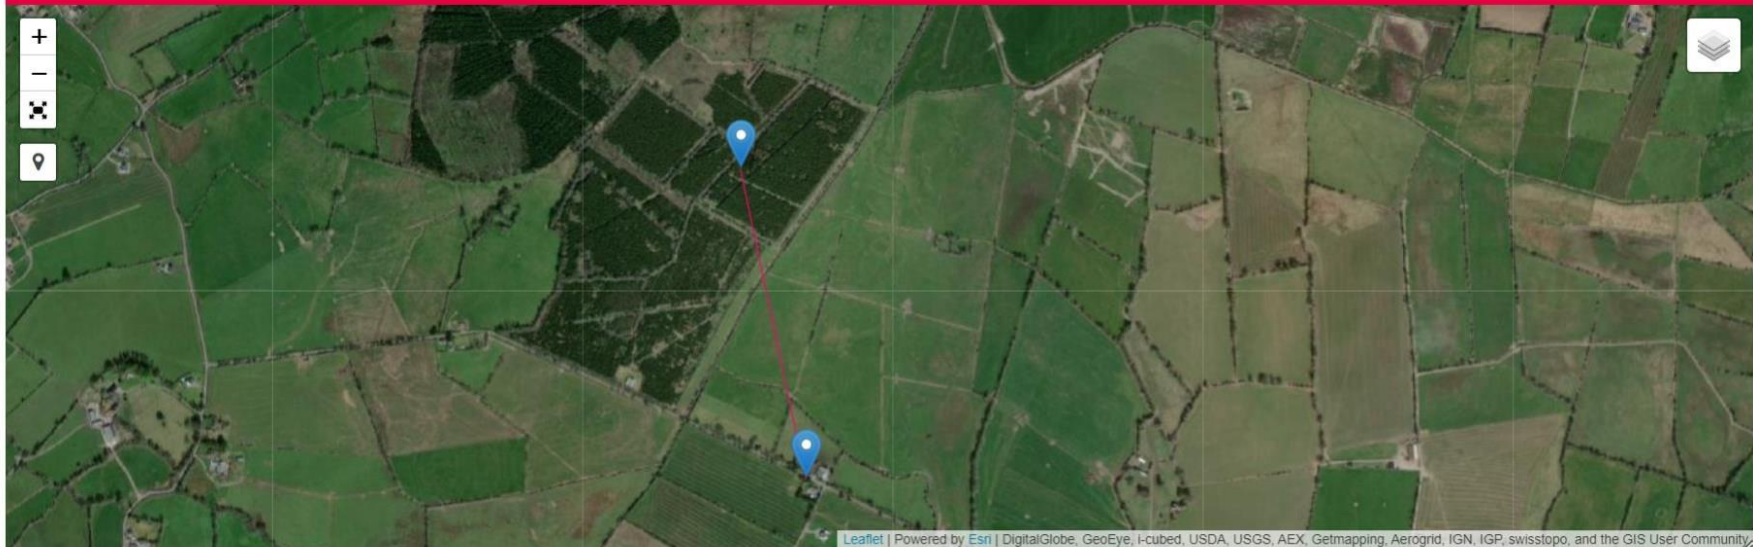 +
−
Leaflet | Powered by Esri | DigitalGlobe, GeoEye, i-cubed, USDA, USGS, AEX, Getmapping, Aerogrid, IGN, IGP, swisstopo, and the GIS User Community